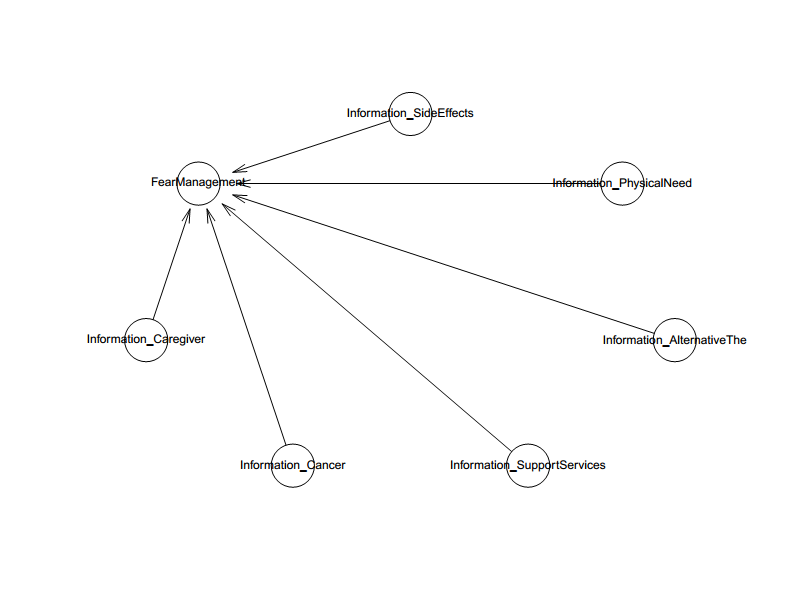 Information_SideEffects
FearManagement
Information_PhysicalNeed
Information_Caregiver
Information_AlternativeThe
Information_Cancer
Information_SupportServices